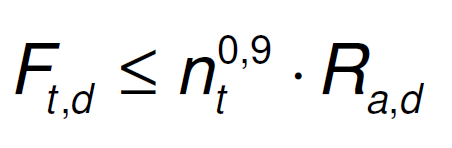 F_{t,d} ≤ n_t^{0,9} · R_{a,d}